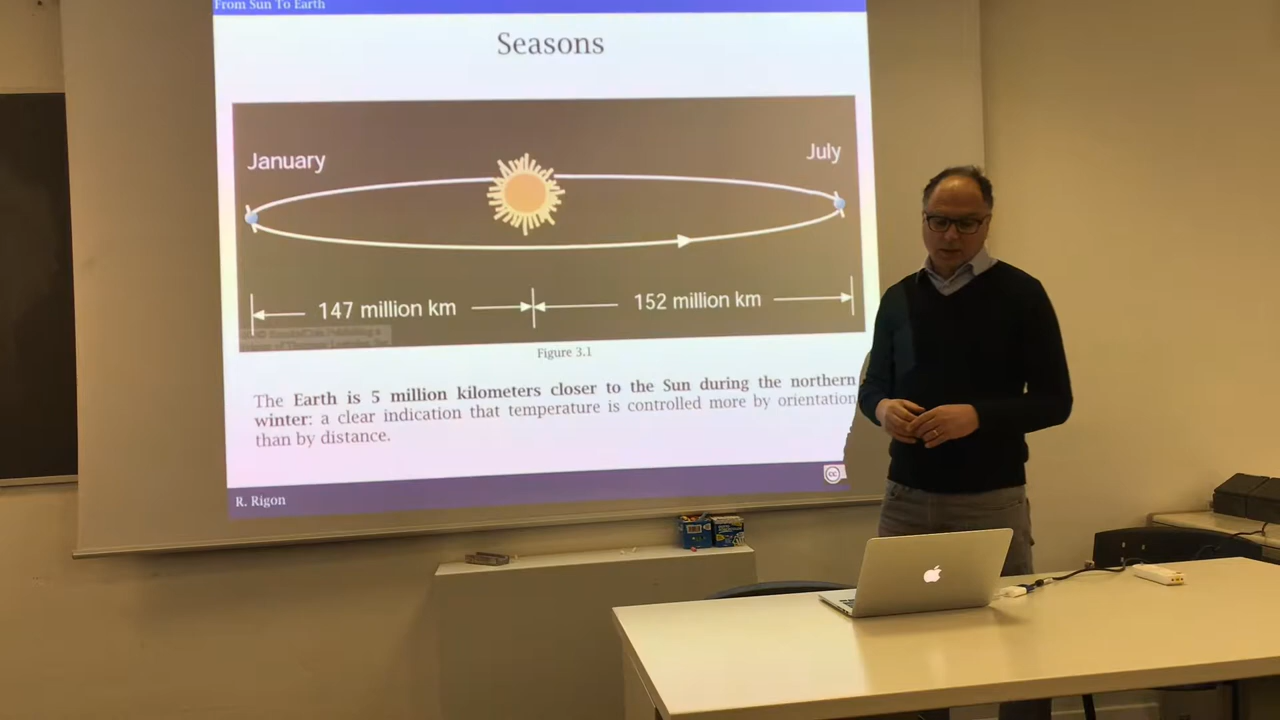 From Sun To Earth
Seasons
January
July
147 million km
152 million km
Figure 3.1
The Earth is 5 million kilometers closer to the Sun during the northern
winter: a clear indication that temperature is controlled more by orientation
than by distance.
R. Rigon
cc